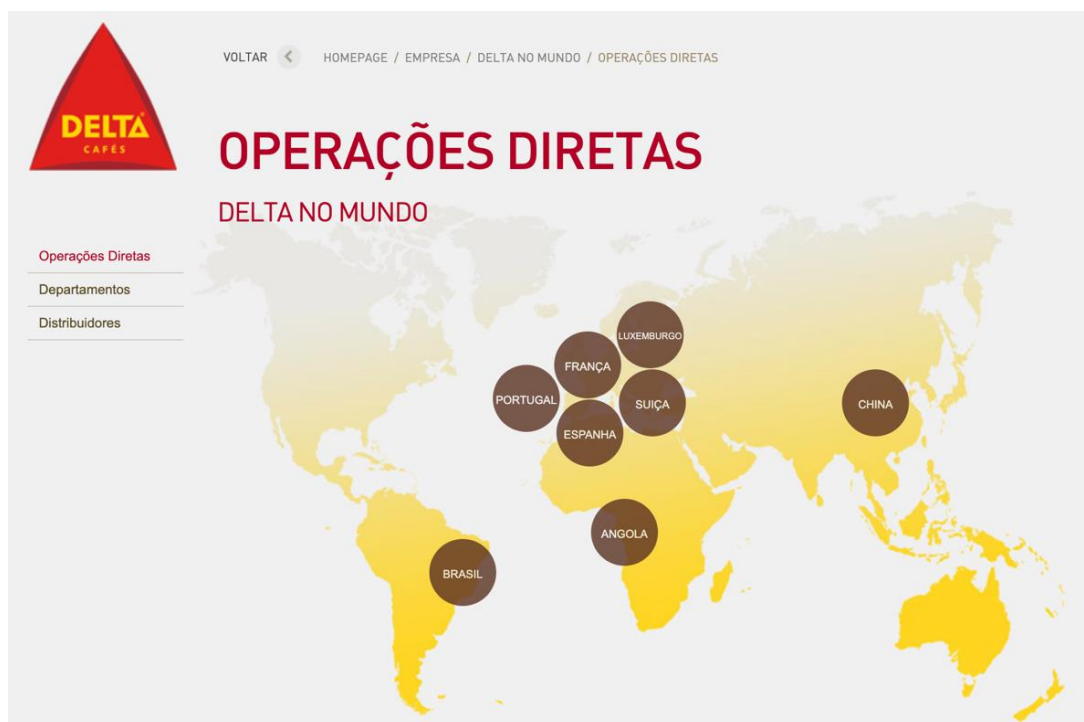 DELTA
CAFÉS
VOLTAR
HOMEPAGE / EMPRESA / DELTA NO MUNDO / OPERAÇÕES DIRETAS
OPERAÇÕES DIRETAS
DELTA NO MUNDO
Operações Diretas
Departamentos
Distribuidores
LUXEMBURGO
FRANÇA
PORTUGAL
SUIÇA
CHINA
ESPANHA
ANGOLA
BRASIL